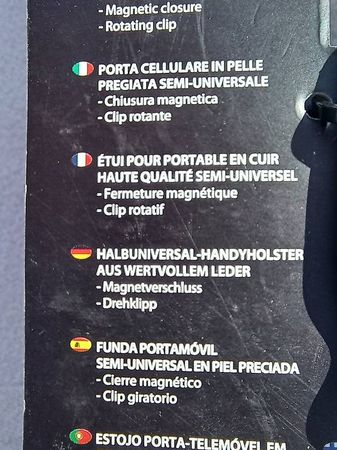 - Magnetic closure
- Rotating clip
PORTA CELLULARE IN PELLE
PREGIATA SEMI-UNIVERSALE
- Chiusura magnetica
- Clip rotante
ÉTUI POUR PORTABLE EN CUIR
HAUTE QUALITÉ SEMI-UNIVERSEL
- Fermeture magnétique
- Clip rotatif
HALBUNIVERSAL-HANDYHOLSTER
AUS WERTVOLLEM LEDER
- Magnetverschluss
- Drehklipp
FUNDA PORTAMÓVIL
SEMI-UNIVERSAL EN PIEL PRECIADA
- Cierre magnético
- Clip giratorio
ESTOJO PORTA-TELEMÓVEL EM